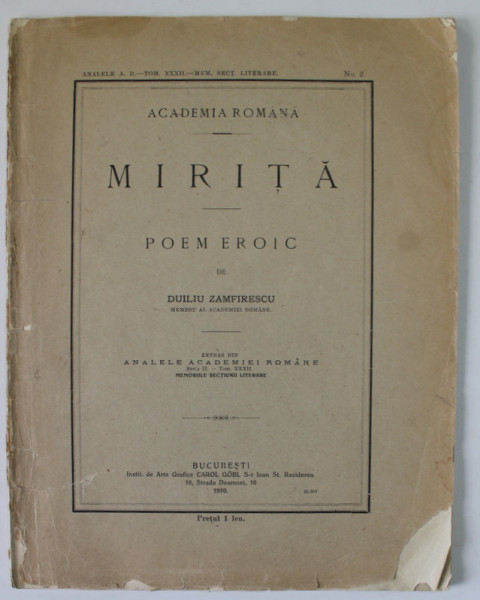 ANALELE A. R.—TOM. XXXII.—MEM. SECȚ. LITERARE. No. 2
ACADEMIA ROMÂNĂ
MIRIȚĂ
POEM EROIC
DE
DUILIU ZAMFIRESCU
MEMBRU AL ACADEMIEI ROMÂNE.
EXTRAS DIN
ANALELE ACADEMIEI ROMÂNE
Seria II. — Tom. XXXII.
MEMORIILE SECȚIUNII LITERARE
BUCUREȘTI
Instit. de Arte Grafice CAROL GÖBL S-r Ioan St. Rasidescu
16, Strada Doamnei, 16
1910.
Prețul 1 leu.